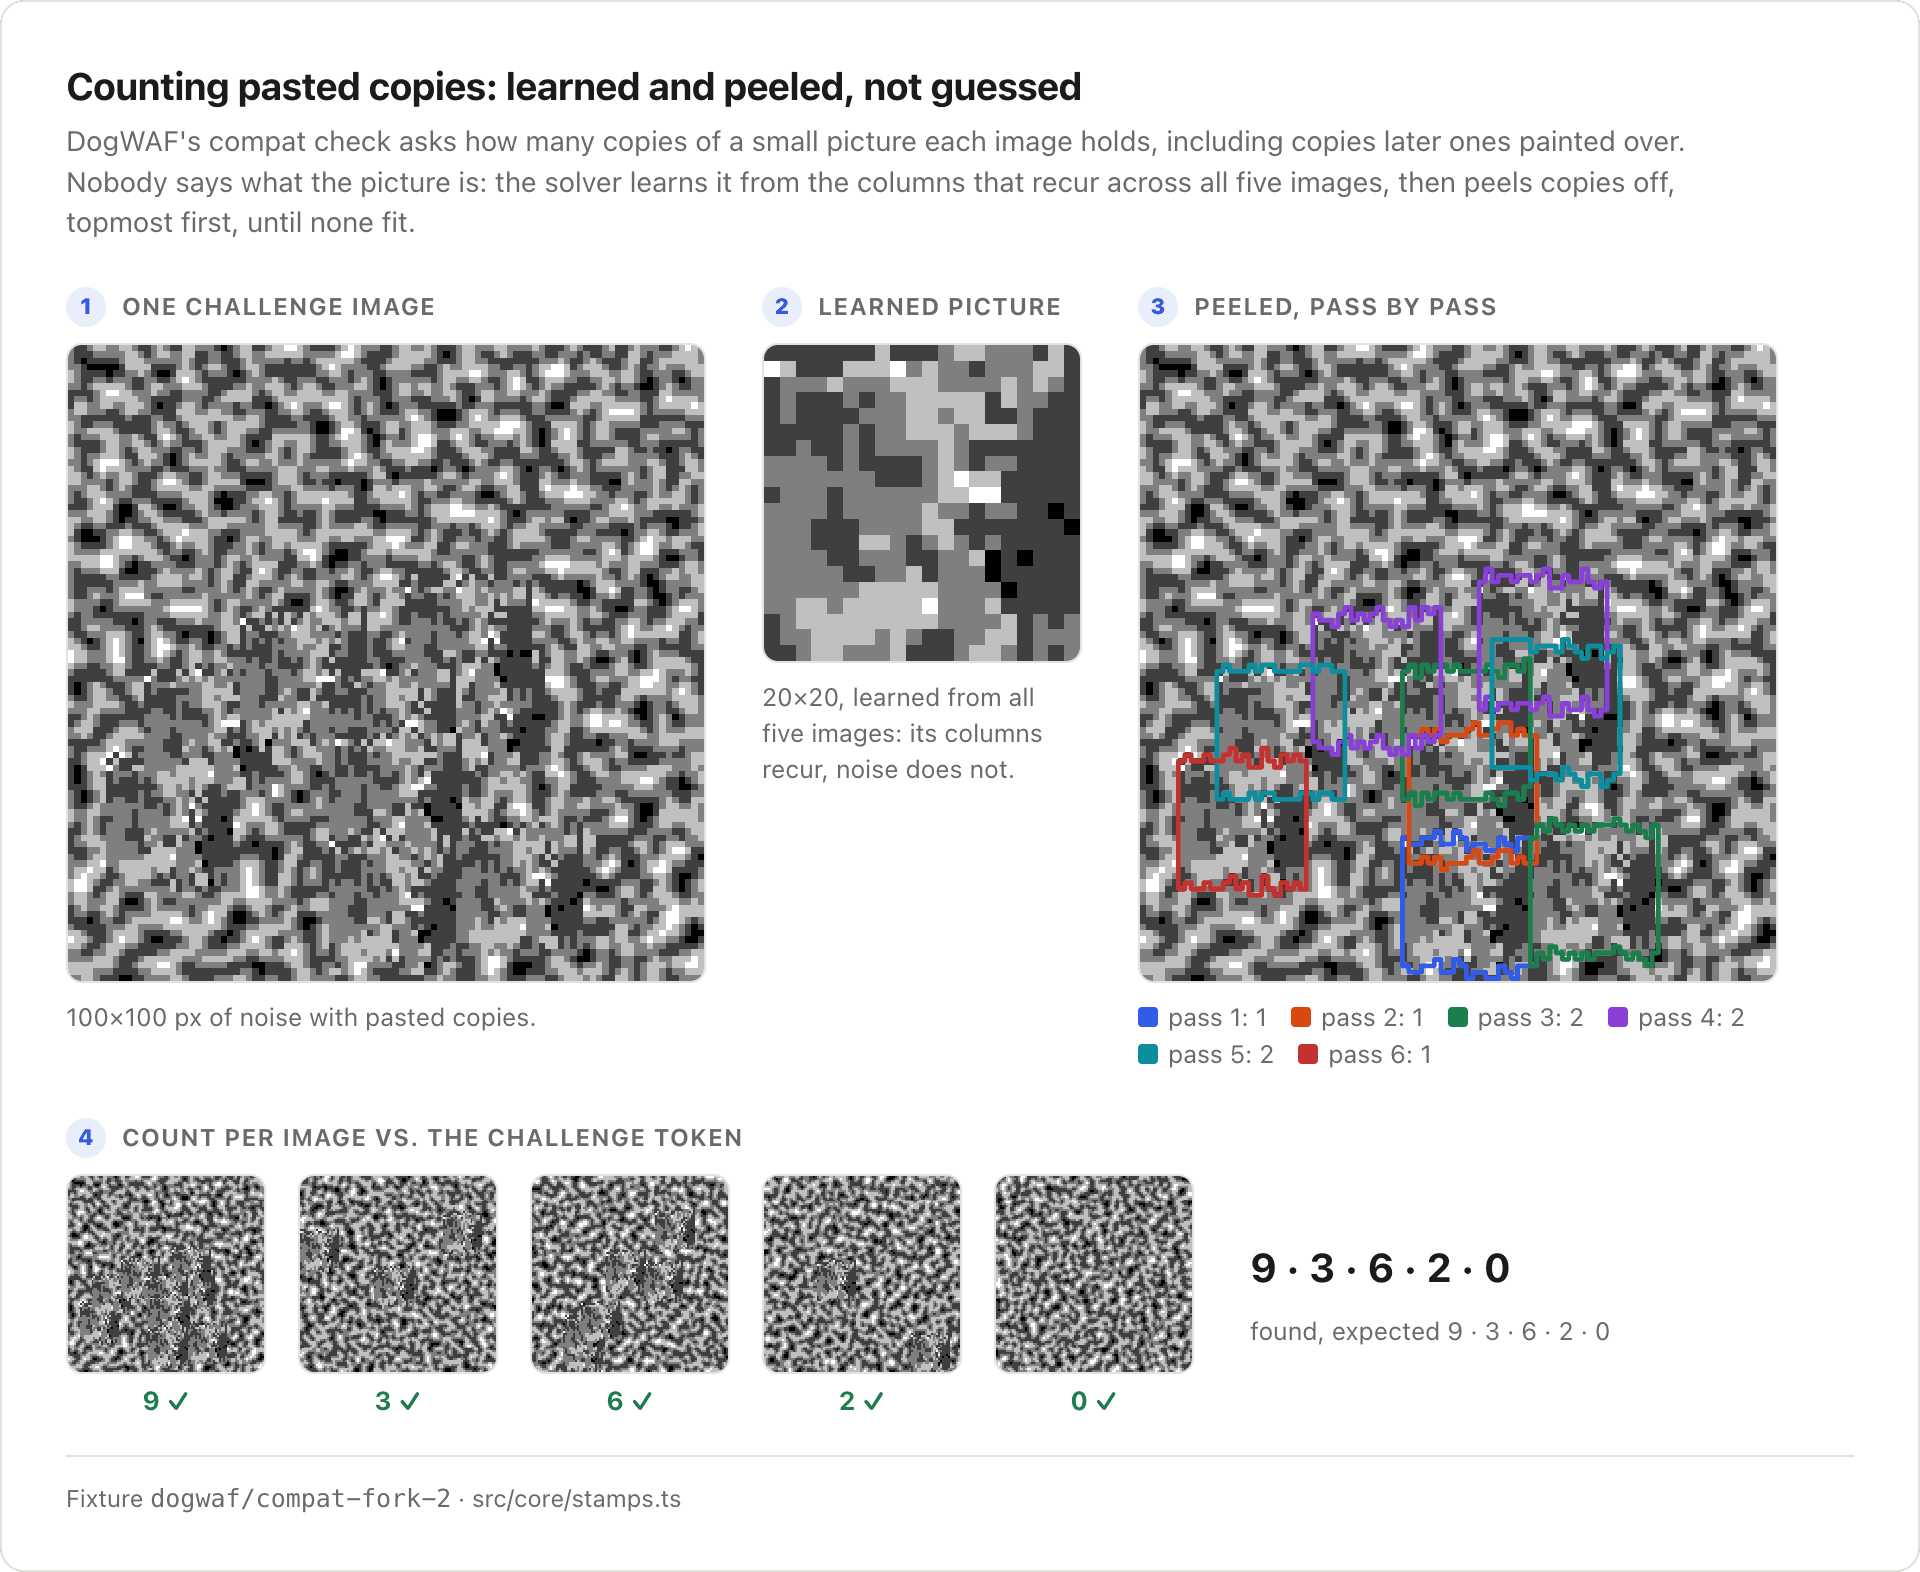 Counting pasted copies: learned and peeled, not guessed
DogWAF's compat check asks how many copies of a small picture each image holds, including copies later ones painted over.
Nobody says what the picture is: the solver learns it from the columns that recur across all five images, then peels copies off,
topmost first, until none fit.
1 ONE CHALLENGE IMAGE
100×100 px of noise with pasted copies.
2 LEARNED PICTURE
20×20, learned from all
five images: its columns
recur, noise does not.
3 PEELED, PASS BY PASS
pass 1: 1 pass 2: 1 pass 3: 2 pass 4: 2
pass 5: 2 pass 6: 1
4 COUNT PER IMAGE VS. THE CHALLENGE TOKEN
9 ✓ 3 ✓ 6 ✓ 2 ✓ 0 ✓
9 · 3 · 6 · 2 · 0
found, expected 9 · 3 · 6 · 2 · 0
Fixture dogwaf/compat-fork-2 · src/core/stamps.ts